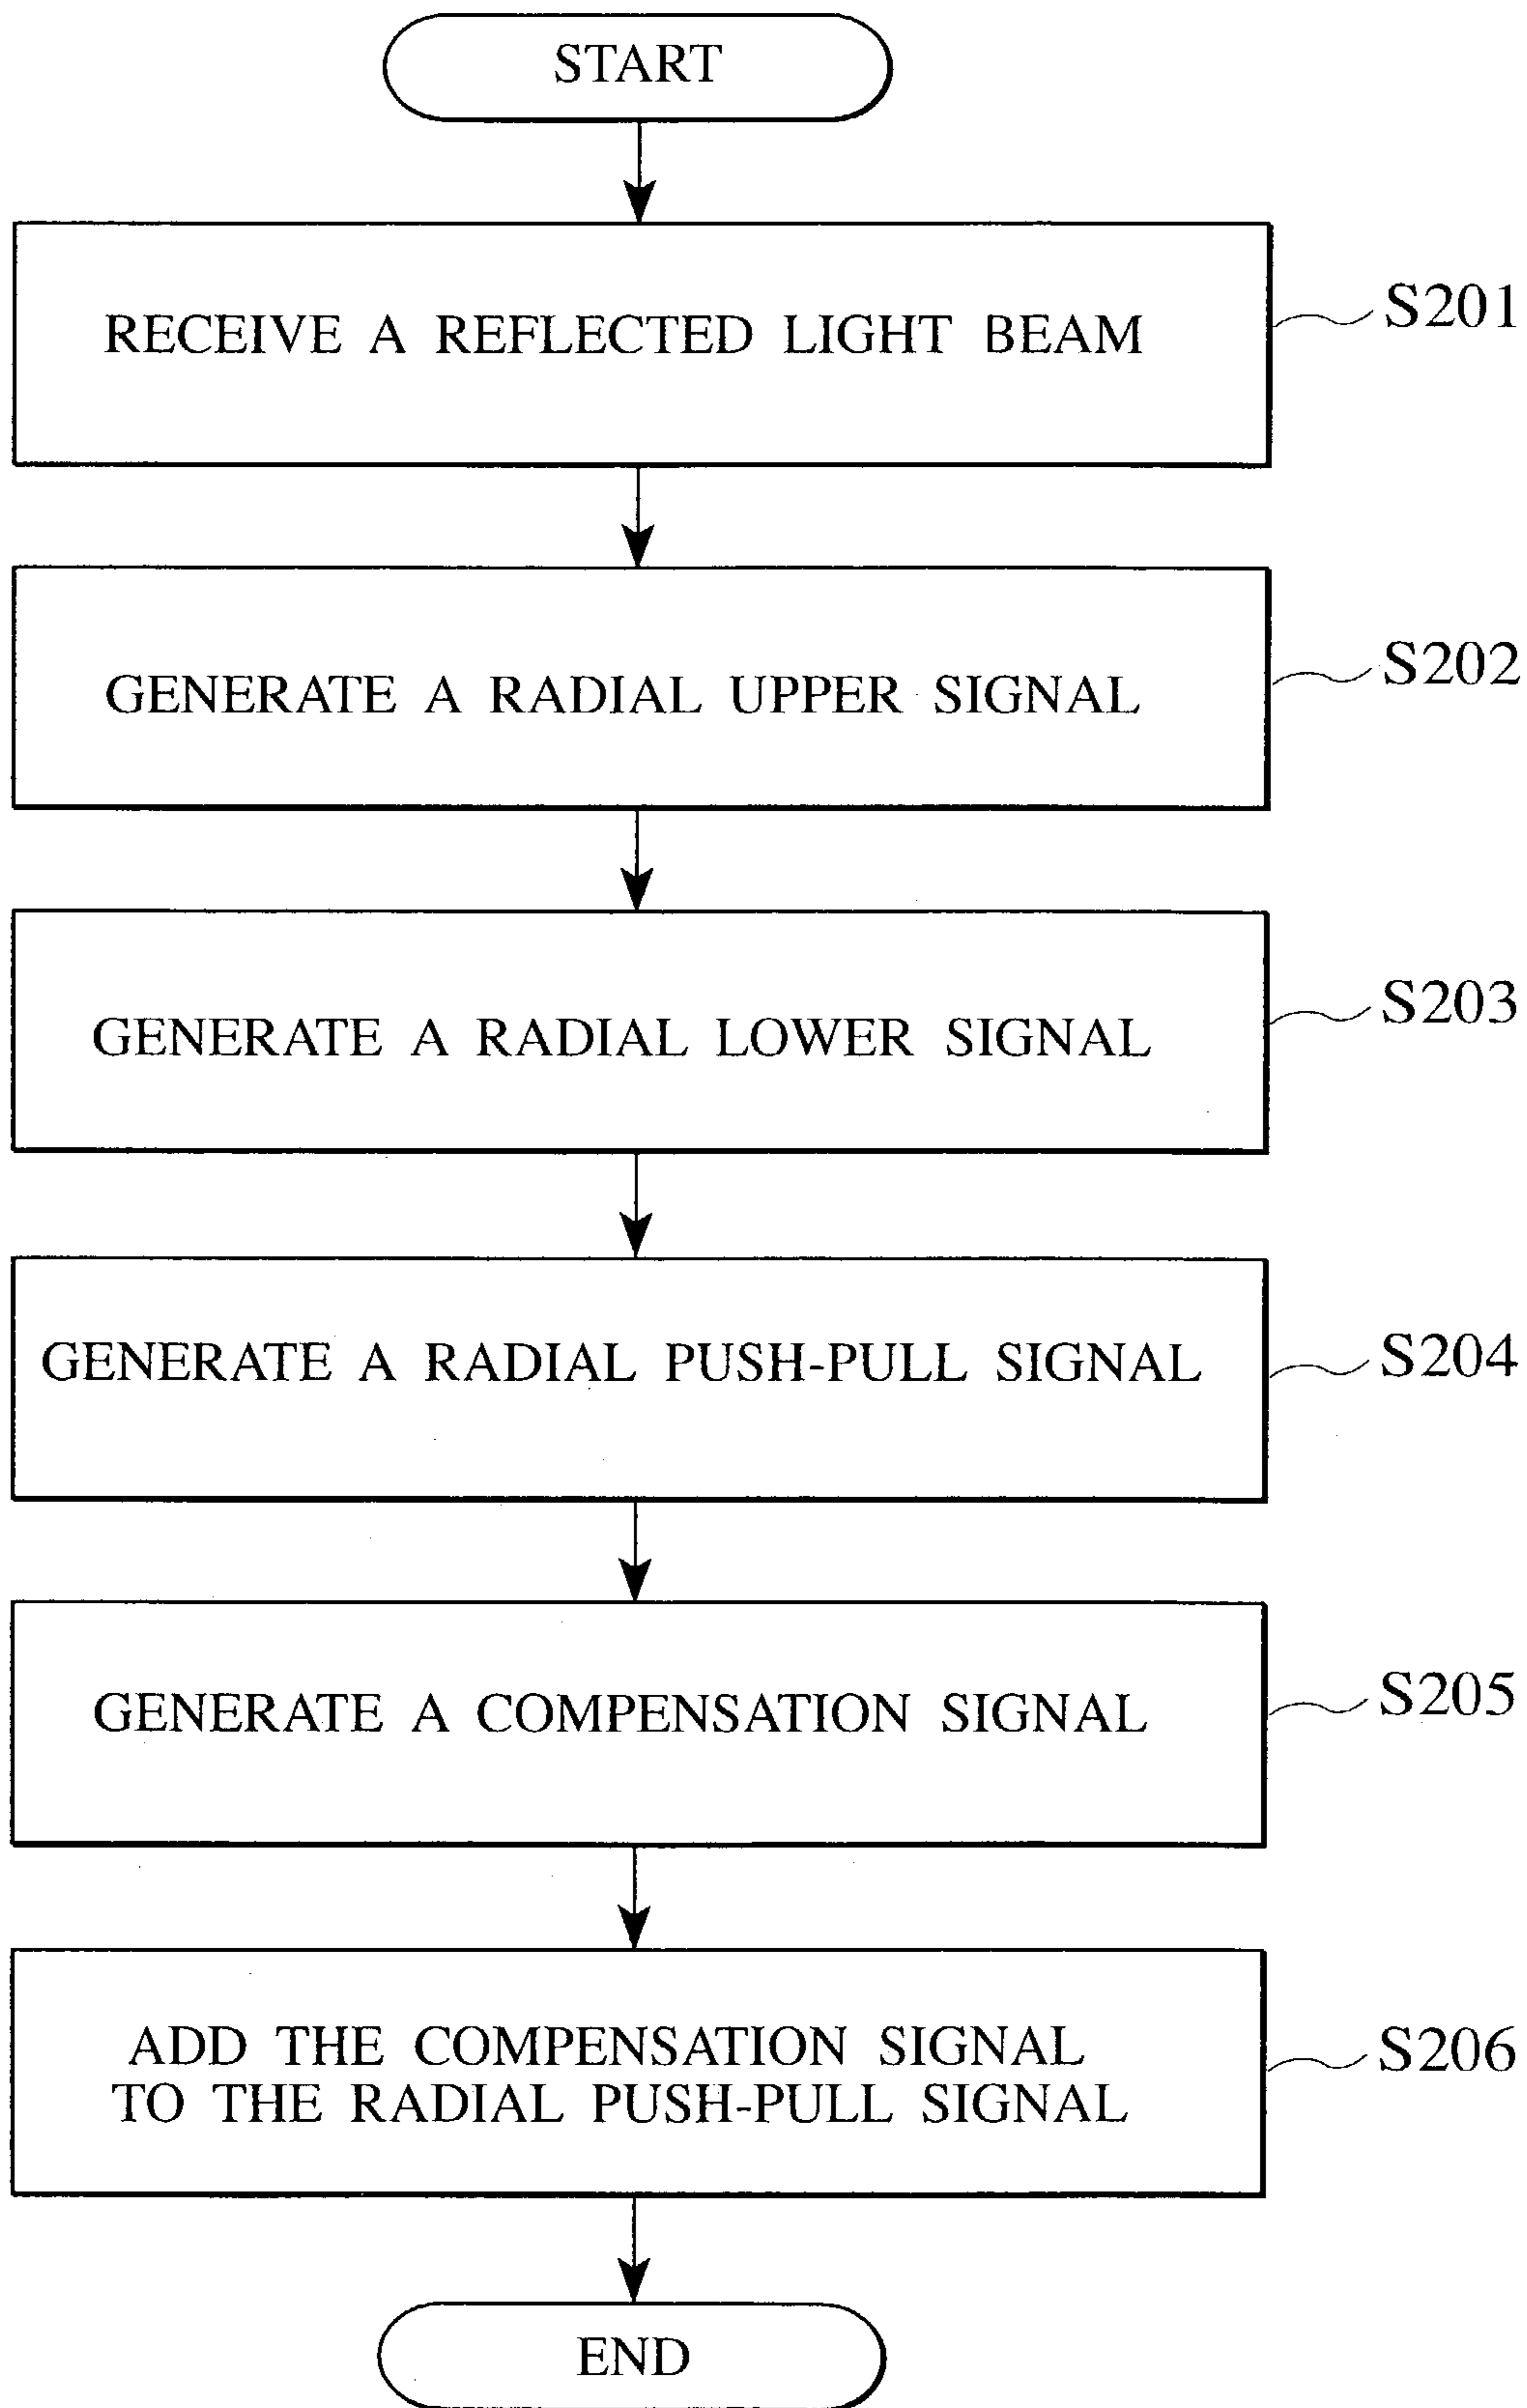 START
RECEIVE A REFLECTED LIGHT BEAM
S201
GENERATE A RADIAL UPPER SIGNAL
S202
GENERATE A RADIAL LOWER SIGNAL
S203
GENERATE A RADIAL PUSH-PULL SIGNAL
S204
GENERATE A COMPENSATION SIGNAL
S205
ADD THE COMPENSATION SIGNAL
TO THE RADIAL PUSH-PULL SIGNAL
S206
END